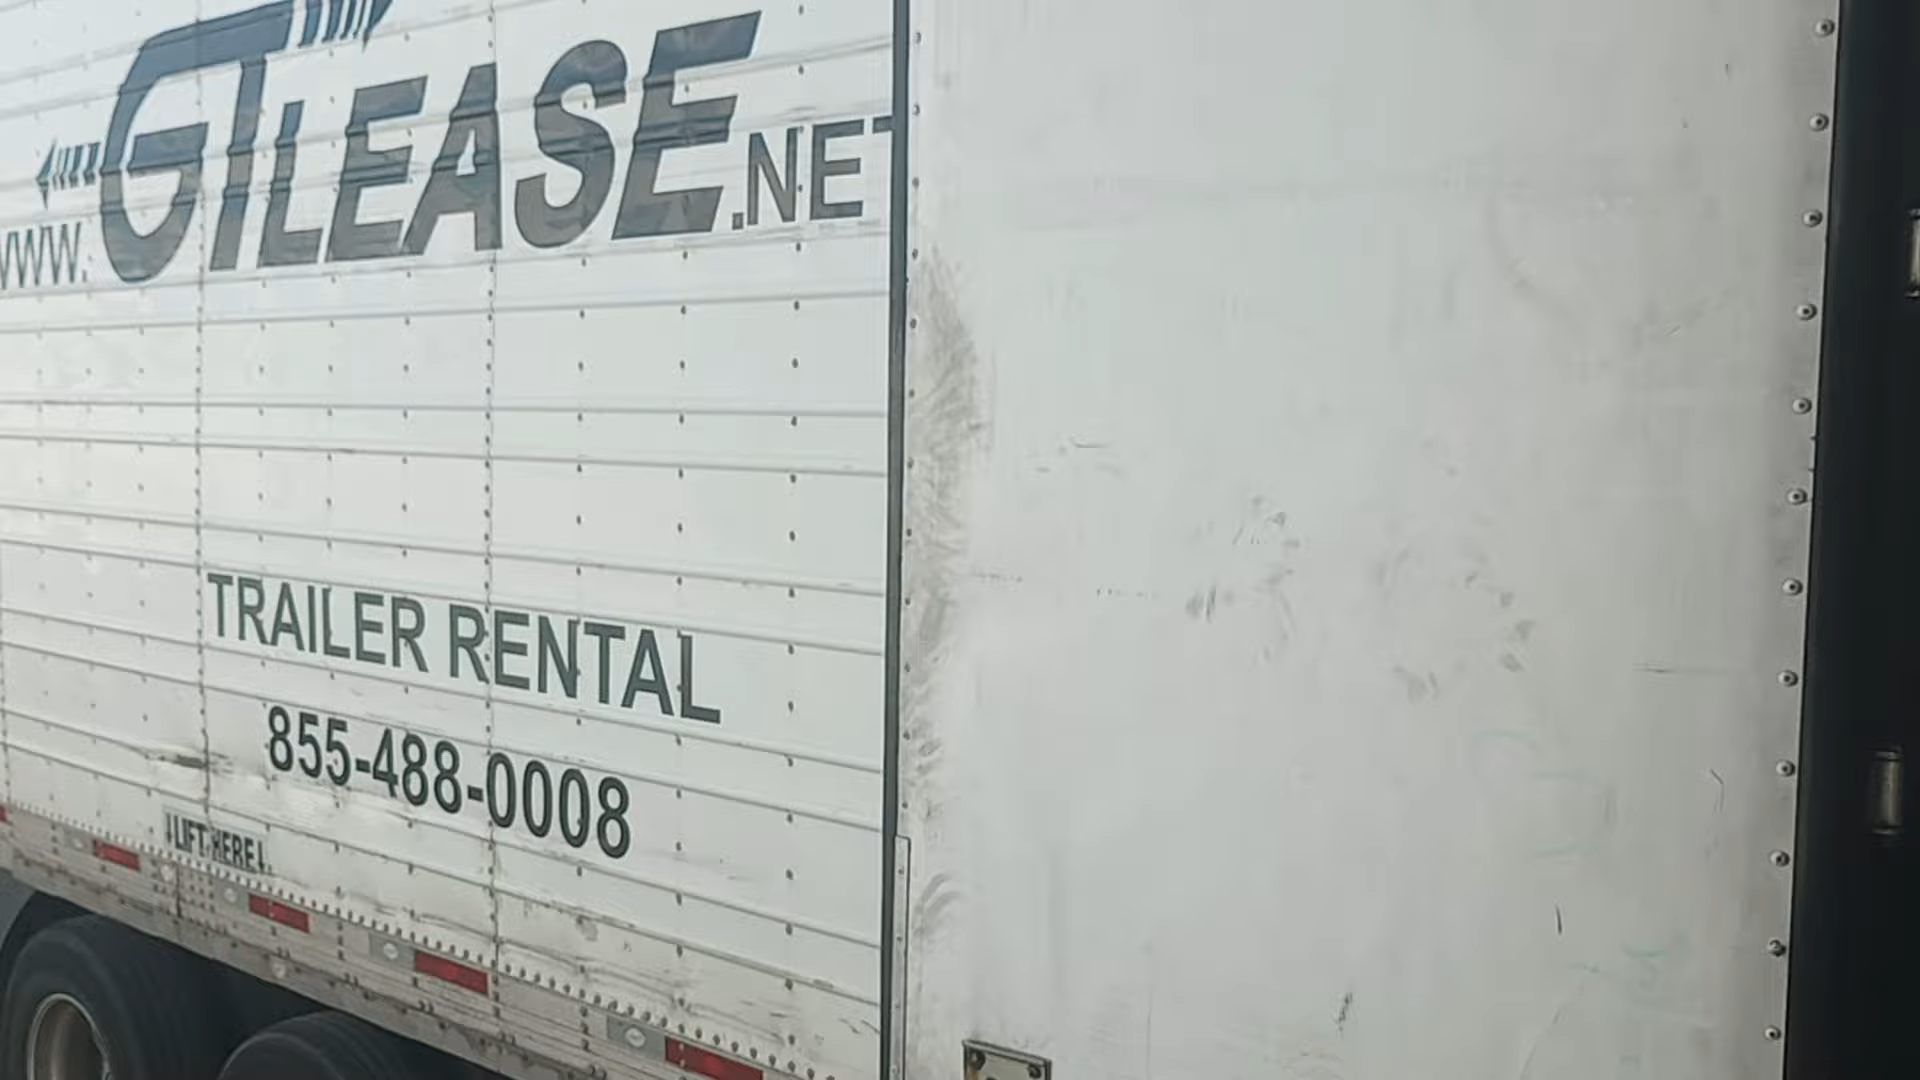 WWW.GTLEASE.NET
TRAILER RENTAL
855-488-0008
LIFT HERE